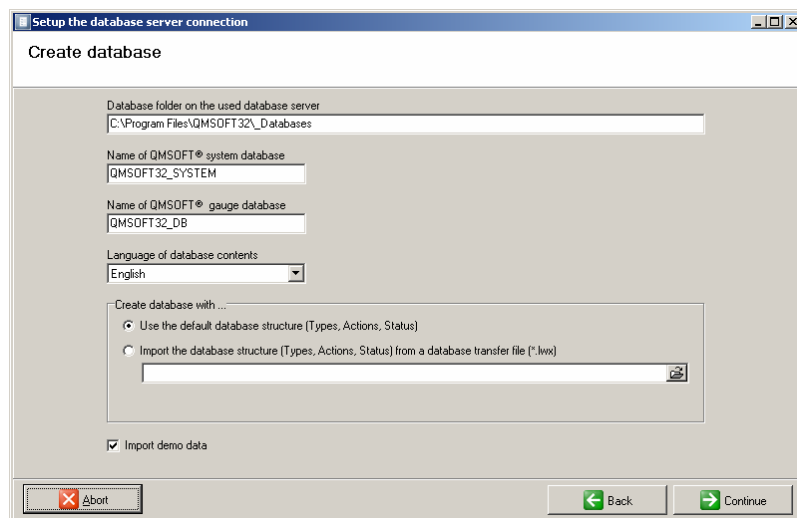 Setup the database server connection
Create database
Database folder on the used database server
C:\Program Files\QMSOFT32\_Databases
Name of QMSOFT® system database
QMSOFT32_SYSTEM
Name of QMSOFT® gauge database
QMSOFT32_DB
Language of database contents
English
Create database with ...
Use the default database structure (Types, Actions, Status)
Import the database structure (Types, Actions, Status) from a database transfer file (*.lwx)
Import demo data
Abort
Back
Continue